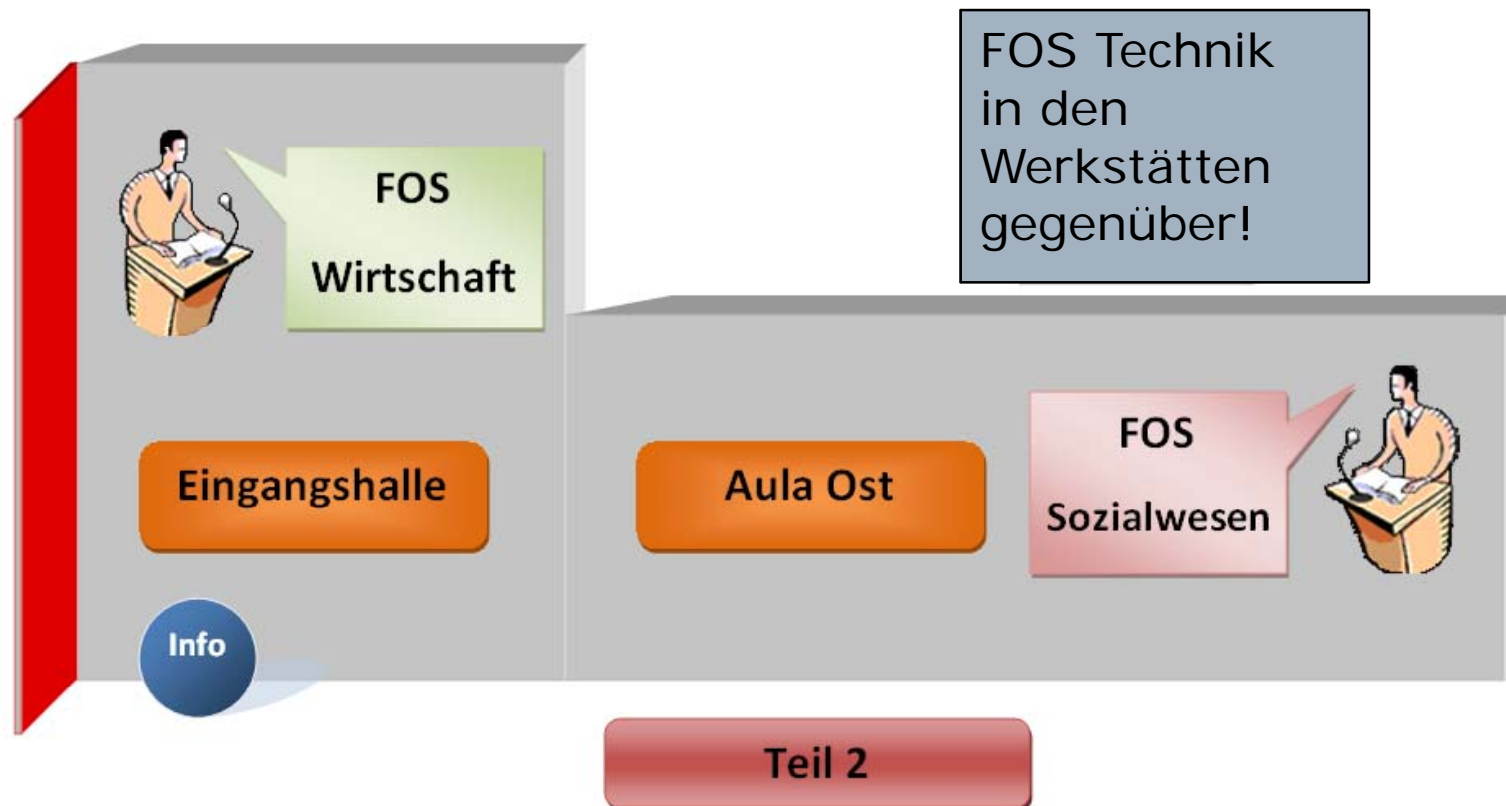 FOS Technik
in den
Werkstätten
gegenüber!
FOS
Wirtschaft
Eingangshalle
Aula Ost
FOS
Sozialwesen
Info
Teil 2